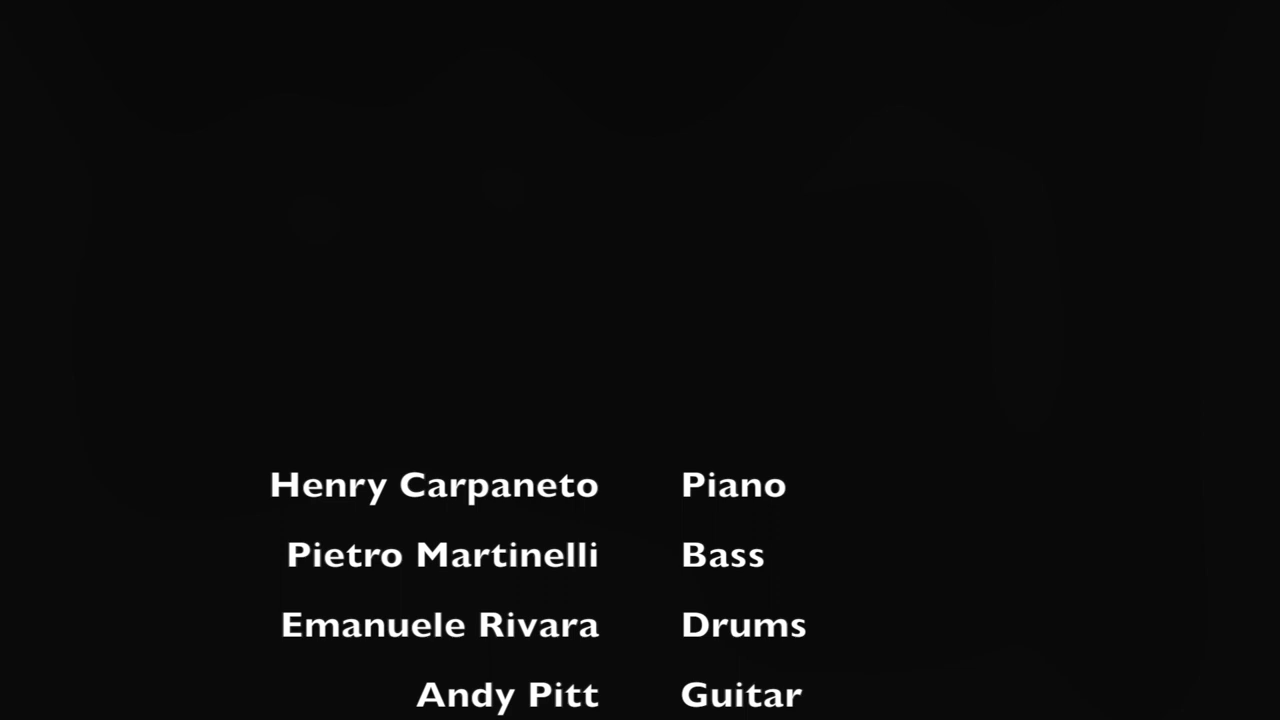 Henry Carpaneto Piano
Pietro Martinelli Bass
Emanuele Rivara Drums
Andy Pitt Guitar